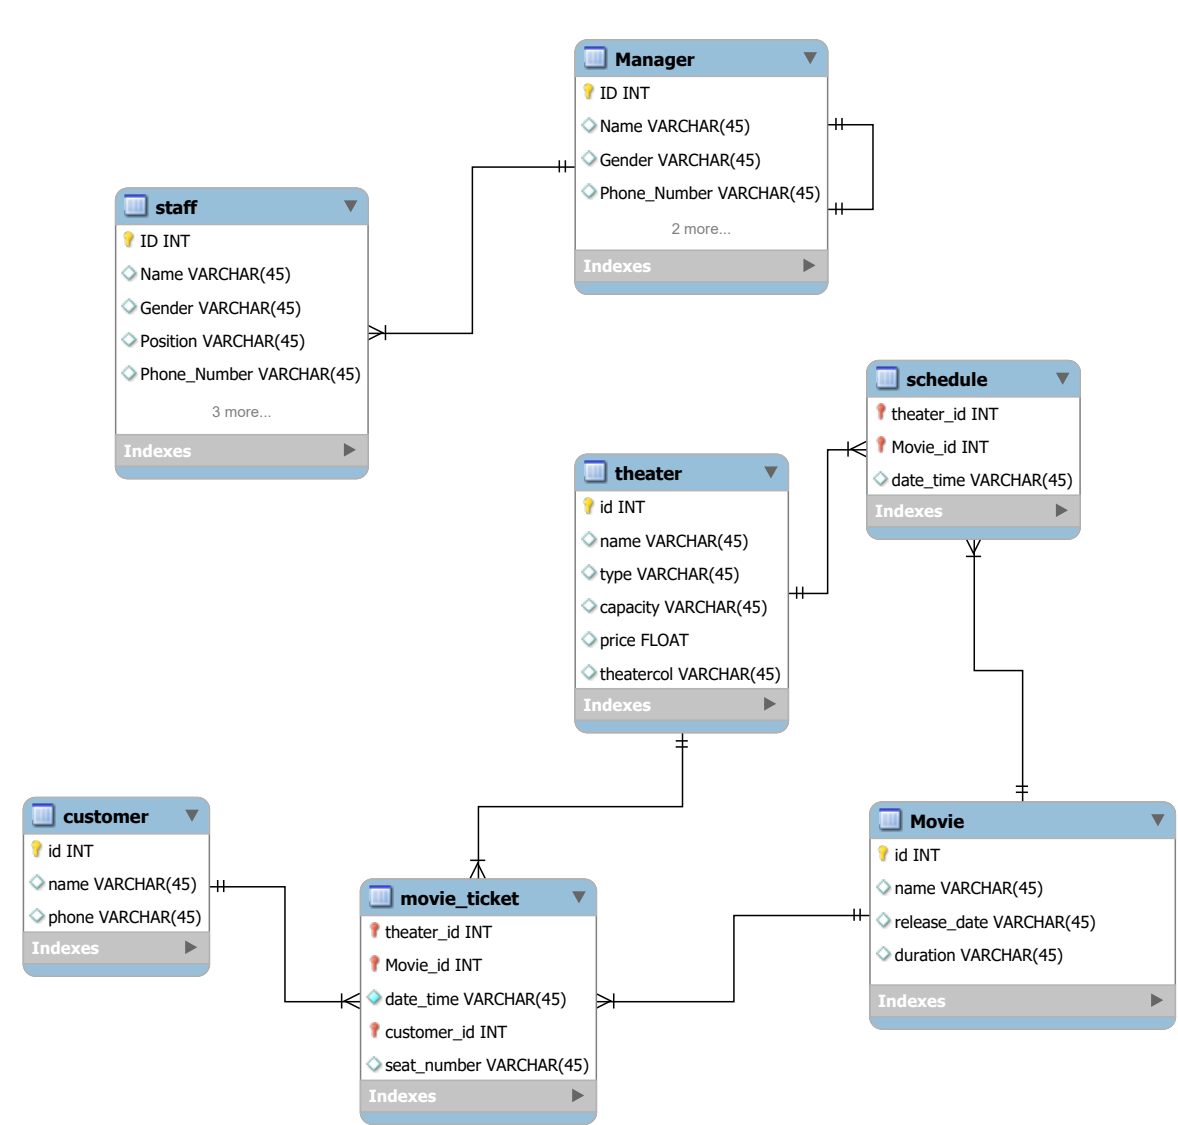 Manager
ID INT
Name VARCHAR(45)
Gender VARCHAR(45)
Phone_Number VARCHAR(45)
2 more...
Indexes
staff
ID INT
Name VARCHAR(45)
Gender VARCHAR(45)
Position VARCHAR(45)
Phone_Number VARCHAR(45)
3 more...
Indexes
schedule
theater_id INT
Movie_id INT
date_time VARCHAR(45)
Indexes
theater
id INT
name VARCHAR(45)
type VARCHAR(45)
capacity VARCHAR(45)
price FLOAT
theatercol VARCHAR(45)
Indexes
customer
id INT
name VARCHAR(45)
phone VARCHAR(45)
Indexes
movie_ticket
theater_id INT
Movie_id INT
date_time VARCHAR(45)
customer_id INT
seat_number VARCHAR(45)
Indexes
Movie
id INT
name VARCHAR(45)
release_date VARCHAR(45)
duration VARCHAR(45)
Indexes